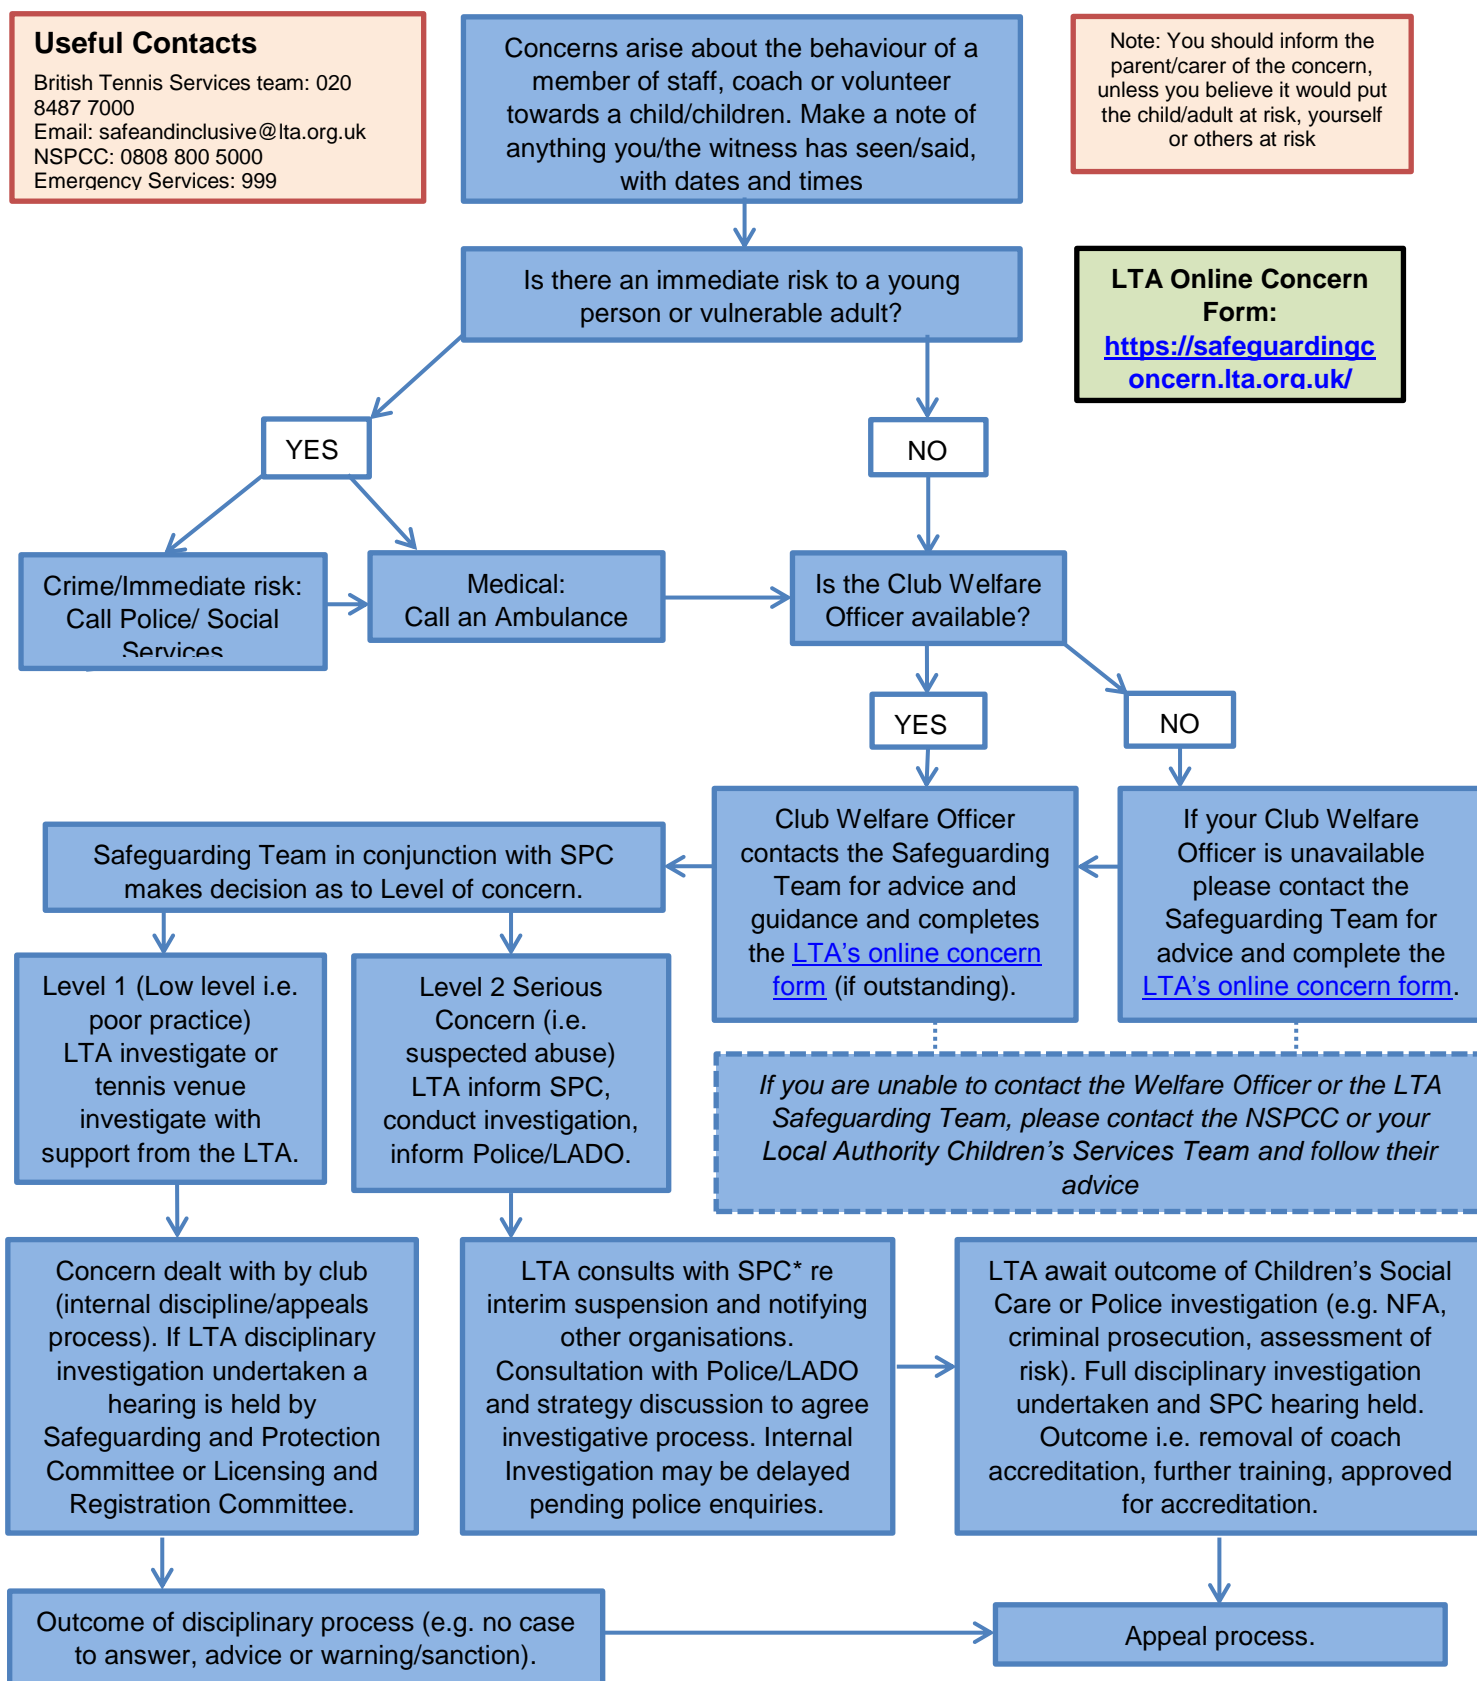 Useful Contacts
British Tennis Services team: 020
8487 7000
Email: safeandinclusive@lta.org.uk
NSPCC: 0808 800 5000
Emergency Services: 999
Concerns arise about the behaviour of a
member of staff, coach or volunteer
towards a child/children. Make a note of
anything you/the witness has seen/said,
with dates and times
Note: You should inform the
parent/carer of the concern,
unless you believe it would put
the child/adult at risk, yourself
or others at risk
Is there an immediate risk to a young
person or vulnerable adult?
LTA Online Concern
Form:
https://safeguardingc
oncern.lta.org.uk/
YES
NO
Crime/Immediate risk:
Call Police/ Social
Services
Medical:
Call an Ambulance
Is the Club Welfare
Officer available?
YES
NO
Safeguarding Team in conjunction with SPC
makes decision as to Level of concern.
Club Welfare Officer
contacts the Safeguarding
Team for advice and
guidance and completes
the LTA's online concern
form (if outstanding).
If your Club Welfare
Officer is unavailable
please contact the
Safeguarding Team for
advice and complete the
LTA's online concern form.
Level 1 (Low level i.e.
poor practice)
LTA investigate or
tennis venue
investigate with
support from the LTA.
Level 2 Serious
Concern (i.e.
suspected abuse)
LTA inform SPC,
conduct investigation,
inform Police/LADO.
If you are unable to contact the Welfare Officer or the LTA
Safeguarding Team, please contact the NSPCC or your
Local Authority Children's Services Team and follow their
advice
Concern dealt with by club
(internal discipline/appeals
process). If LTA disciplinary
investigation undertaken a
hearing is held by
Safeguarding and Protection
Committee or Licensing and
Registration Committee.
LTA consults with SPC* re
interim suspension and notifying
other organisations.
Consultation with Police/LADO
and strategy discussion to agree
investigative process. Internal
Investigation may be delayed
pending police enquiries.
LTA await outcome of Children's Social
Care or Police investigation (e.g. NFA,
criminal prosecution, assessment of
risk). Full disciplinary investigation
undertaken and SPC hearing held.
Outcome i.e. removal of coach
accreditation, further training, approved
for accreditation.
Outcome of disciplinary process (e.g. no case
to answer, advice or warning/sanction).
Appeal process.